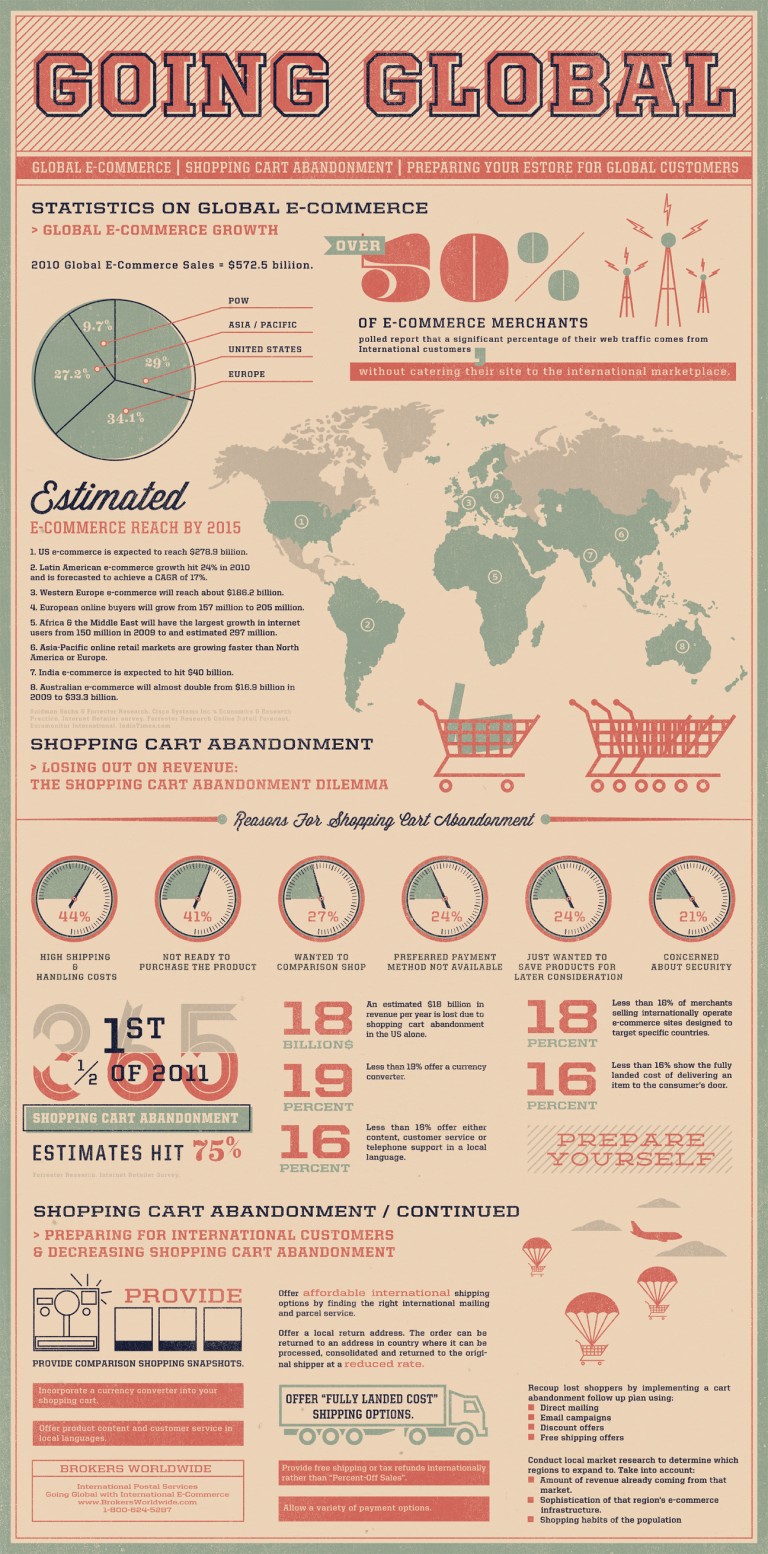 GOING GLOBAL
GLOBAL E-COMMERCE | SHOPPING CART ABANDONMENT | PREPARING YOUR ESTORE FOR GLOBAL CUSTOMERS
STATISTICS ON GLOBAL E-COMMERCE
> GLOBAL E-COMMERCE GROWTH
2010 Global E-Commerce Sales = $572.5 billion.
POW
ASIA / PACIFIC
UNITED STATES
EUROPE
9.7%
27.2%
29%
34.1%
OVER
50%
OF E-COMMERCE MERCHANTS
polled report that a significant percentage of their web traffic comes from
International customers
without catering their site to the international marketplace.
Estimated
E-COMMERCE REACH BY 2015
1. US e-commerce is expected to reach $278.9 billion.
2. Latin American e-commerce growth hit 24% in 2010
and is forecasted to achieve a CAGR of 17%.
3. Western Europe e-commerce will reach about $166.2 billion.
4. European online buyers will grow from 157 million to 205 million.
5. Africa & the Middle East will have the largest growth in internet
users from 150 million in 2009 to and estimated 297 million.
6. Asia-Pacific online retail markets are growing faster than North
America or Europe.
7. India e-commerce is expected to hit $40 billion.
8. Australian e-commerce will almost double from $16.9 billion in
2009 to $33.3 billion.
1
2
3
4
5
6
7
8
SHOPPING CART ABANDONMENT
> LOSING OUT ON REVENUE:
THE SHOPPING CART ABANDONMENT DILEMMA
Reasons For Shopping Cart Abandonment
44%
41%
27%
24%
24%
21%
HIGH SHIPPING
&
HANDLING COSTS
NOT READY TO
PURCHASE THE PRODUCT
WANTED TO
COMPARISON SHOP
PREFERRED PAYMENT
METHOD NOT AVAILABLE
JUST WANTED TO
SAVE PRODUCTS FOR
LATER CONSIDERATION
CONCERNED
ABOUT SECURITY
365
1ST
1/2 OF 2011
SHOPPING CART ABANDONMENT
ESTIMATES HIT 75%
Forrester Research, Internet Retailer Survey.
18
BILLION$
An estimated $18 billion in
revenue per year is lost due to
shopping cart abandonment
in the US alone.
19
PERCENT
Less than 19% offer a currency
converter.
16
PERCENT
Less than 15% offer either
content, customer service or
telephone support in a local
language.
18
PERCENT
Less than 18% of merchants
selling internationally operate
e-commerce sites designed to
target specific countries.
16
PERCENT
Less than 16% show the fully
landed cost of delivering an
item to the consumer's door.
PREPARE
YOURSELF
SHOPPING CART ABANDONMENT / CONTINUED
> PREPARING FOR INTERNATIONAL CUSTOMERS
& DECREASING SHOPPING CART ABANDONMENT
PROVIDE
PROVIDE COMPARISON SHOPPING SNAPSHOTS.
Incorporate a currency converter into your
shopping cart.
Offer product content and customer service in
local languages.
BROKERS WORLDWIDE
International Postal Services
Going Global with International E-Commerce
www.BrokersWorldwide.com
1-800-624-5287
Offer affordable international shipping
options by finding the right international mailing
and parcel service.
Offer a local return address. The order can be
returned to an address in country where it can be
processed, consolidated and returned to the origi-
nal shipper at a reduced rate.
OFFER "FULLY LANDED COST"
SHIPPING OPTIONS.
Provide free shipping or tax refunds internationally
rather than "Percent-Off Sales".
Allow a variety of payment options.
Recoup lost shoppers by implementing a cart
abandonment follow up plan using:
Direct mailing
Email campaigns
Discount offers
Free shipping offers
Conduct local market research to determine which
regions to expand to. Take into account:
Amount of revenue already coming from that
market.
Sophistication of that region's e-commerce
infrastructure.
Shopping habits of the population